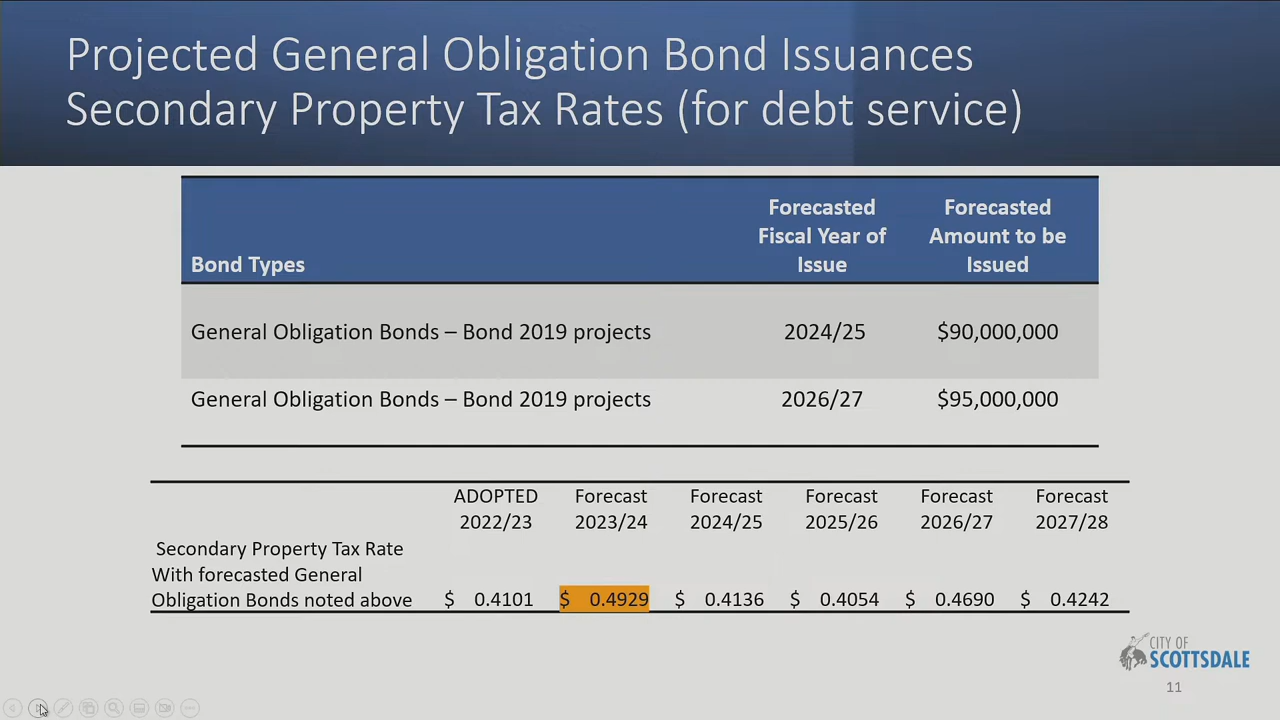 Projected General Obligation Bond Issuances
Secondary Property Tax Rates (for debt service)
Bond Types
Forecasted Fiscal Year of Issue
Forecasted Amount to be Issued
General Obligation Bonds – Bond 2019 projects 2024/25 $90,000,000
General Obligation Bonds – Bond 2019 projects 2026/27 $95,000,000
ADOPTED Forecast Forecast Forecast Forecast Forecast
2022/23 2023/24 2024/25 2025/26 2026/27 2027/28
Secondary Property Tax Rate
With forecasted General
Obligation Bonds noted above $ 0.4101 $ 0.4929 $ 0.4136 $ 0.4054 $ 0.4690 $ 0.4242
CITY OF
SCOTTSDALE
11